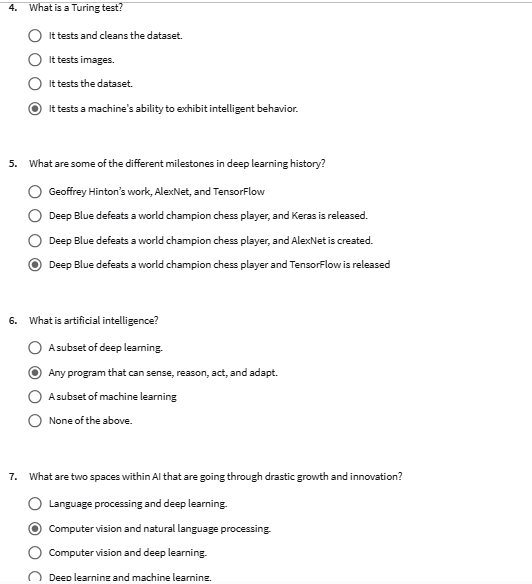 4. What is a Turing test?
It tests and cleans the dataset.
It tests images.
It tests the dataset.
It tests a machine's ability to exhibit intelligent behavior.
5. What are some of the different milestones in deep learning history?
Geoffrey Hinton's work, AlexNet, and TensorFlow
Deep Blue defeats a world champion chess player, and Keras is released.
Deep Blue defeats a world champion chess player, and AlexNet is created.
Deep Blue defeats a world champion chess player and TensorFlow is released
6. What is artificial intelligence?
A subset of deep learning.
Any program that can sense, reason, act, and adapt.
A subset of machine learning
None of the above.
7. What are two spaces within AI that are going through drastic growth and innovation?
Language processing and deep learning.
Computer vision and natural language processing.
Computer vision and deep learning.
Deep learning and machine learning.